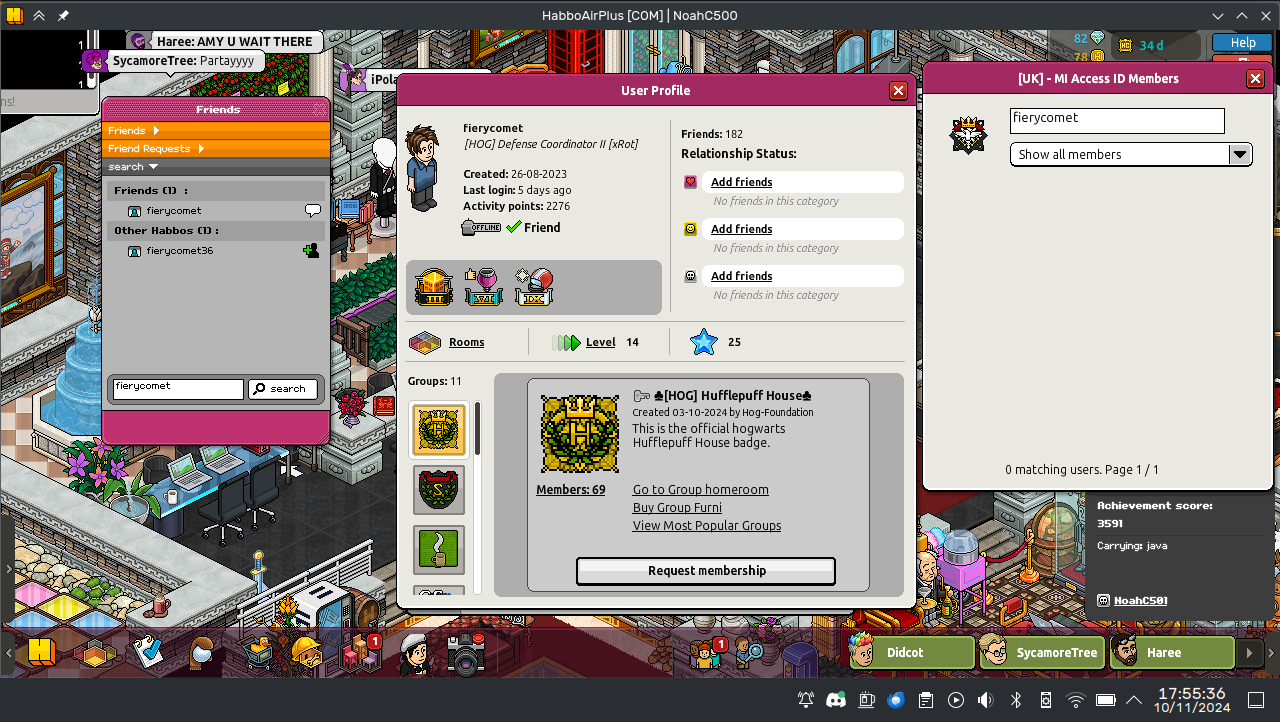 HabboAirPlus [COM] | NoahC500
Haree: AMY U WAIT THERE
SycamoreTree: Partayyyy
ns!
iPola
82
78
34 d
Help
Friends
Friends
Friend Requests
search
Friends (1) :
fierycomet
Other Habbos (1) :
fierycomet36
fierycomet
search
User Profile
fierycomet
[HOG] Defense Coordinator II [xRot]
Created: 26-08-2023
Last login: 5 days ago
Activity points: 2276
OFFLINE
Friend
Friends: 182
Relationship Status:
Add friends
No friends in this category
Add friends
No friends in this category
Add friends
No friends in this category
Rooms
Level 14
25
Groups: 11
♣[HOG] Hufflepuff House♣
Created 03-10-2024 by Hog-Foundation
This is the official hogwarts
Hufflepuff House badge.
Members: 69
Go to Group homeroom
Buy Group Furni
View Most Popular Groups
Request membership
[UK] - MI Access ID Members
fierycomet
Show all members
0 matching users. Page 1 / 1
Achievement score:
3591
Carrying: java
NoahC501
1
1
Didcot
SycamoreTree
Haree
17:55:36
10/11/2024